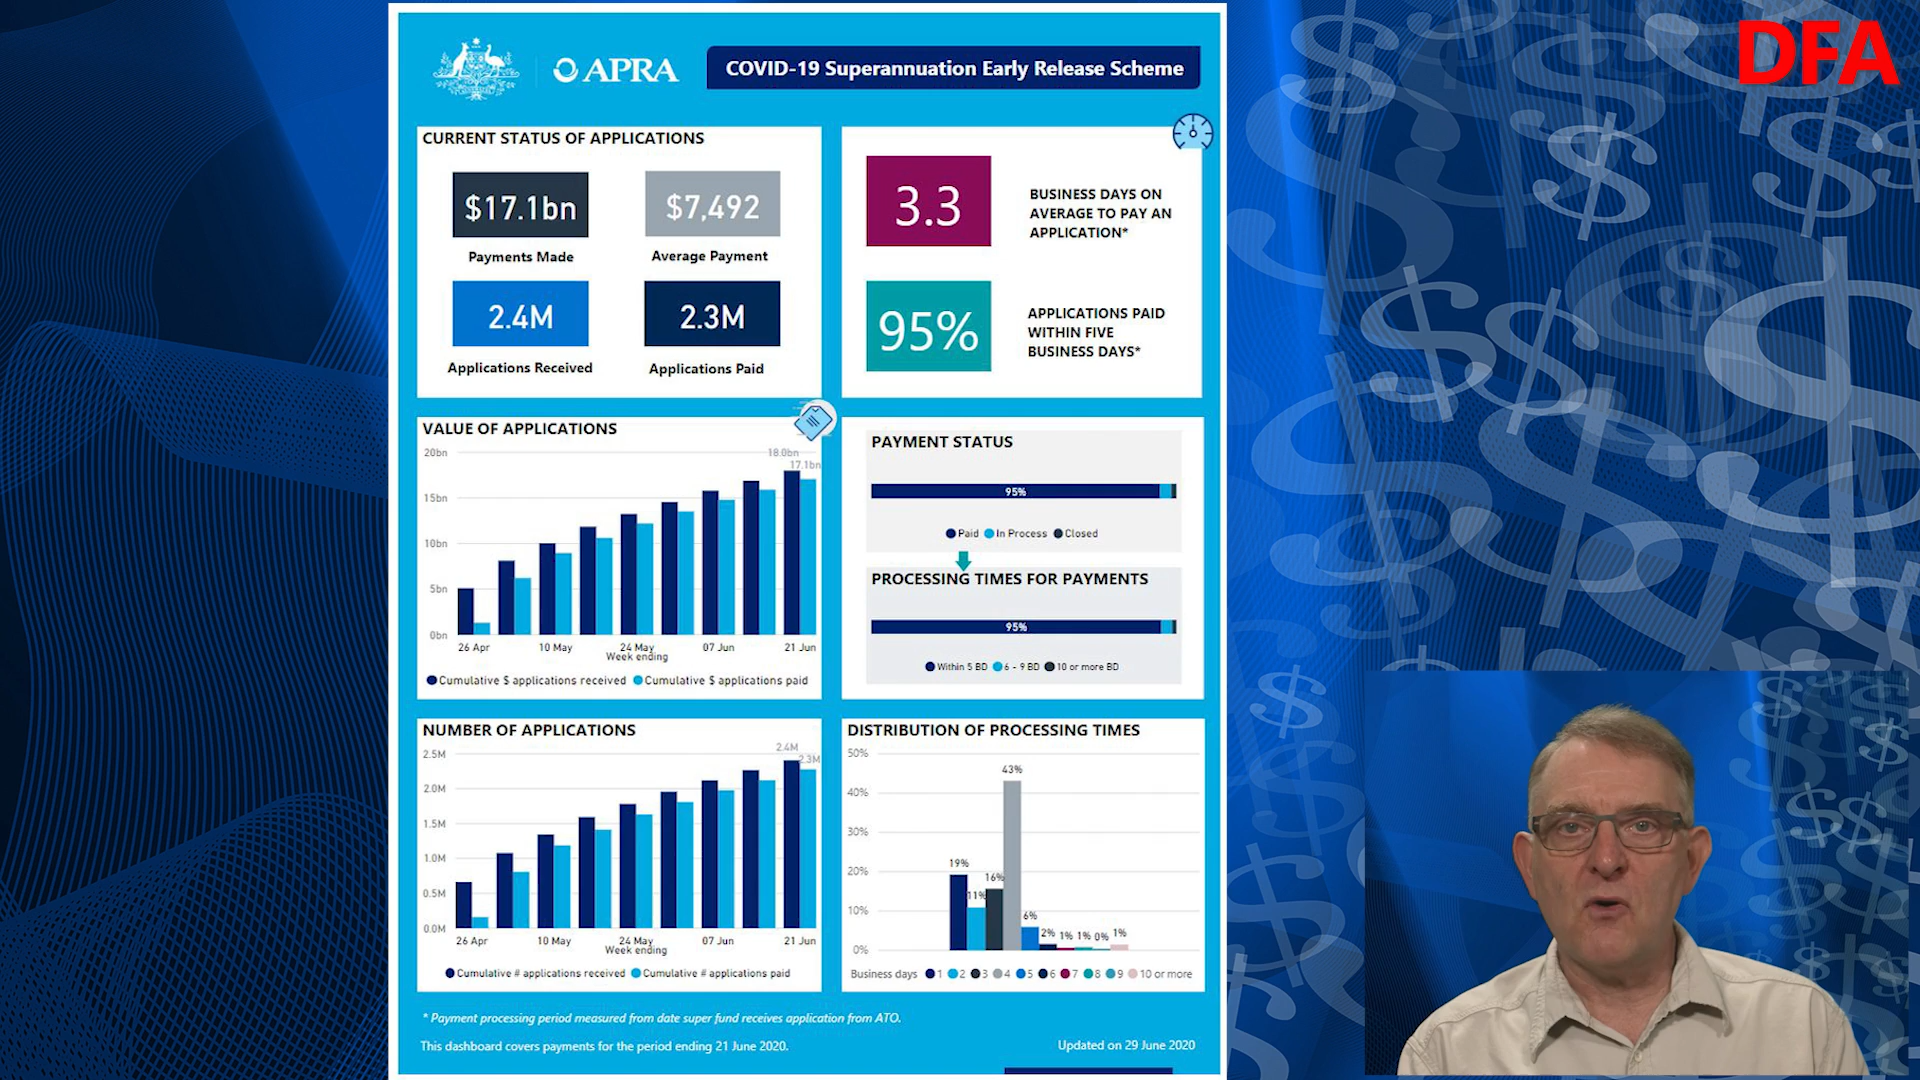 DFA
APRA
COVID-19 Superannuation Early Release Scheme
CURRENT STATUS OF APPLICATIONS
$17.1bn
Payments Made
$7,492
Average Payment
2.4M
Applications Received
2.3M
Applications Paid
3.3
BUSINESS DAYS ON
AVERAGE TO PAY AN
APPLICATION*
95%
APPLICATIONS PAID
WITHIN FIVE
BUSINESS DAYS*
VALUE OF APPLICATIONS
20bn
15bn
10bn
5bn
0bn
18.0bn
17.1bn
26 Apr 10 May 24 May 07 Jun 21 Jun
Week ending
Cumulative $ applications received Cumulative $ applications paid
PAYMENT STATUS
95%
Paid In Process Closed
PROCESSING TIMES FOR PAYMENTS
95%
Within 5 BD 6 - 9 BD 10 or more BD
NUMBER OF APPLICATIONS
2.5M
2.0M
1.5M
1.0M
0.5M
0.0M
2.4M
2.3M
26 Apr 10 May 24 May 07 Jun 21 Jun
Week ending
Cumulative # applications received Cumulative # applications paid
DISTRIBUTION OF PROCESSING TIMES
50%
40%
30%
20%
10%
0%
19% 11% 16% 43% 6% 2% 1% 1% 0% 1%
Business days 1 2 3 4 5 6 7 8 9 10 or more
* Payment processing period measured from date super fund receives application from ATO.
This dashboard covers payments for the period ending 21 June 2020.
Updated on 29 June 2020